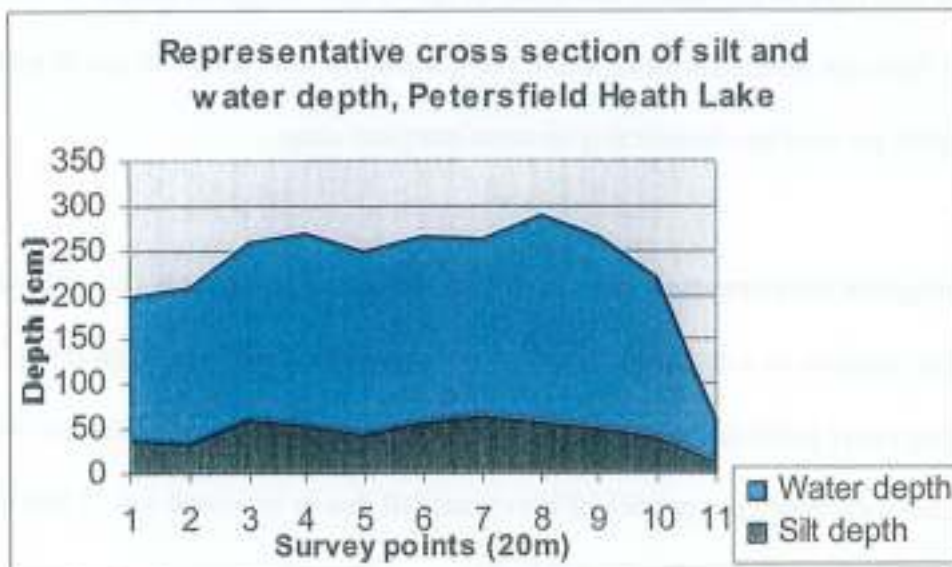 Representative cross section of silt and
water depth, Petersfield Heath Lake
Depth (cm)
350
300
250
200
150
100
50
0
1 2 3 4 5 6 7 8 9 10 11
Survey points (20m)
Water depth
Silt depth